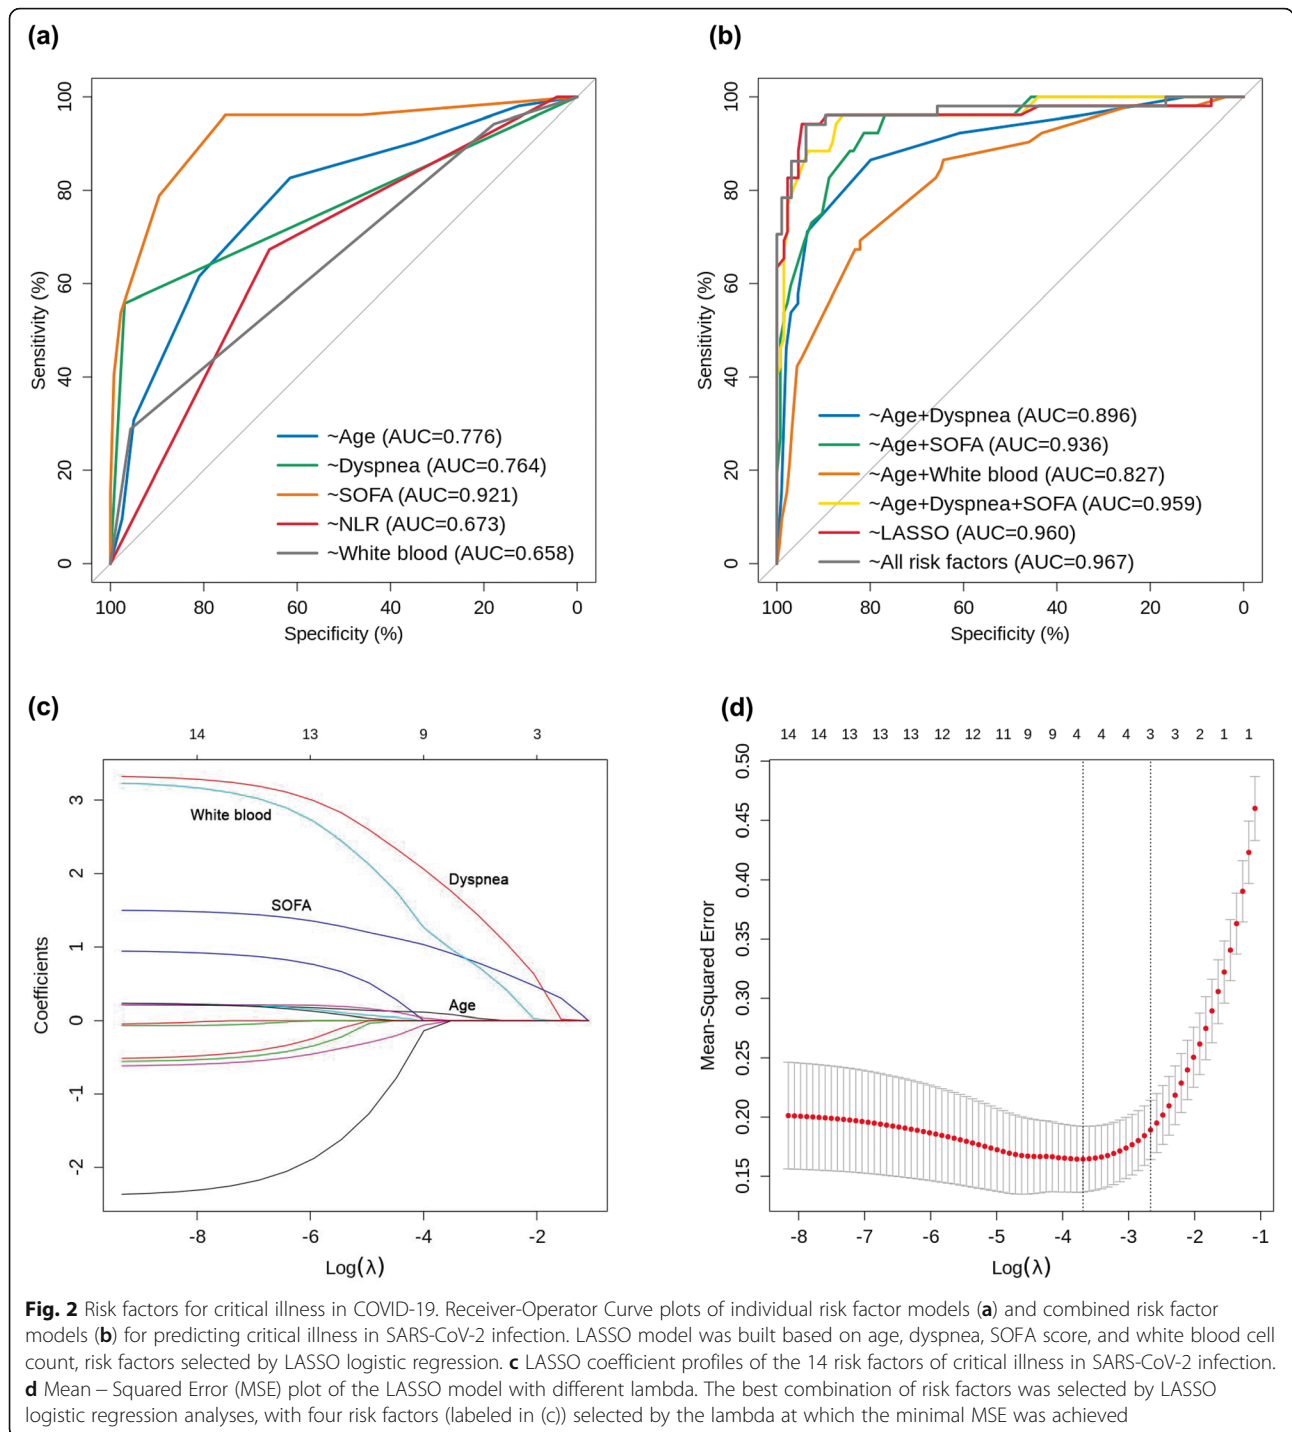 (a)
100
80
60
40
20
0
Sensitivity (%)
~Age (AUC=0.776)
~Dyspnea (AUC=0.764)
~SOFA (AUC=0.921)
~NLR (AUC=0.673)
~White blood (AUC=0.658)
100 80 60 40 20 0
Specificity (%)
(b)
100
80
60
40
20
0
Sensitivity (%)
~Age+Dyspnea (AUC=0.896)
~Age+SOFA (AUC=0.936)
~Age+White blood (AUC=0.827)
~Age+Dyspnea+SOFA (AUC=0.959)
~LASSO (AUC=0.960)
~All risk factors (AUC=0.967)
100 80 60 40 20 0
Specificity (%)
(c)
14 13 9 3
3
2
1
0
-1
-2
Coefficients
White blood
Dyspnea
SOFA
Age
-8 -6 -4 -2
Log(λ)
(d)
14 14 13 13 13 12 12 11 9 9 4 4 4 3 3 2 1 1
0.50
0.45
0.40
0.35
0.30
0.25
0.20
0.15
Mean-Squared Error
-8 -7 -6 -5 -4 -3 -2 -1
Log(λ)
Fig. 2 Risk factors for critical illness in COVID-19. Receiver-Operator Curve plots of individual risk factor models (a) and combined risk factor
models (b) for predicting critical illness in SARS-CoV-2 infection. LASSO model was built based on age, dyspnea, SOFA score, and white blood cell
count, risk factors selected by LASSO logistic regression. c LASSO coefficient profiles of the 14 risk factors of critical illness in SARS-CoV-2 infection.
d Mean – Squared Error (MSE) plot of the LASSO model with different lambda. The best combination of risk factors was selected by LASSO
logistic regression analyses, with four risk factors (labeled in (c)) selected by the lambda at which the minimal MSE was achieved